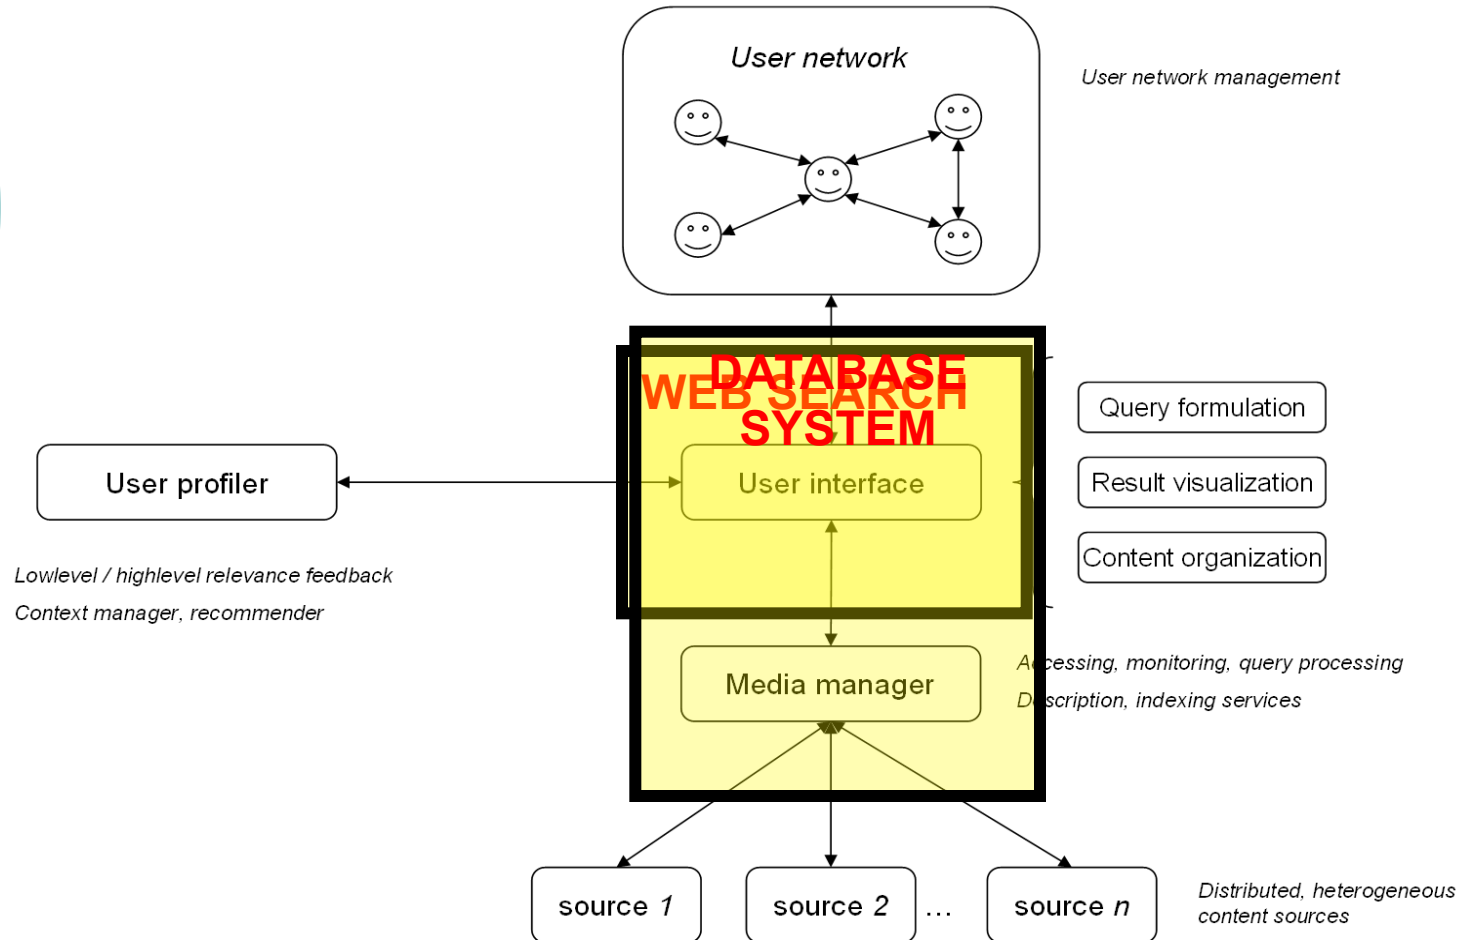 User network
User network management
DATABASE
WEB SEARCH
SYSTEM
Query formulation
User profiler
User interface
Result visualization
Content organization
Lowlevel / highlevel relevance feedback
Context manager, recommender
Accessing, monitoring, query processing
Media manager
Description, indexing services
source 1
source 2
...
source n
Distributed, heterogeneous
content sources